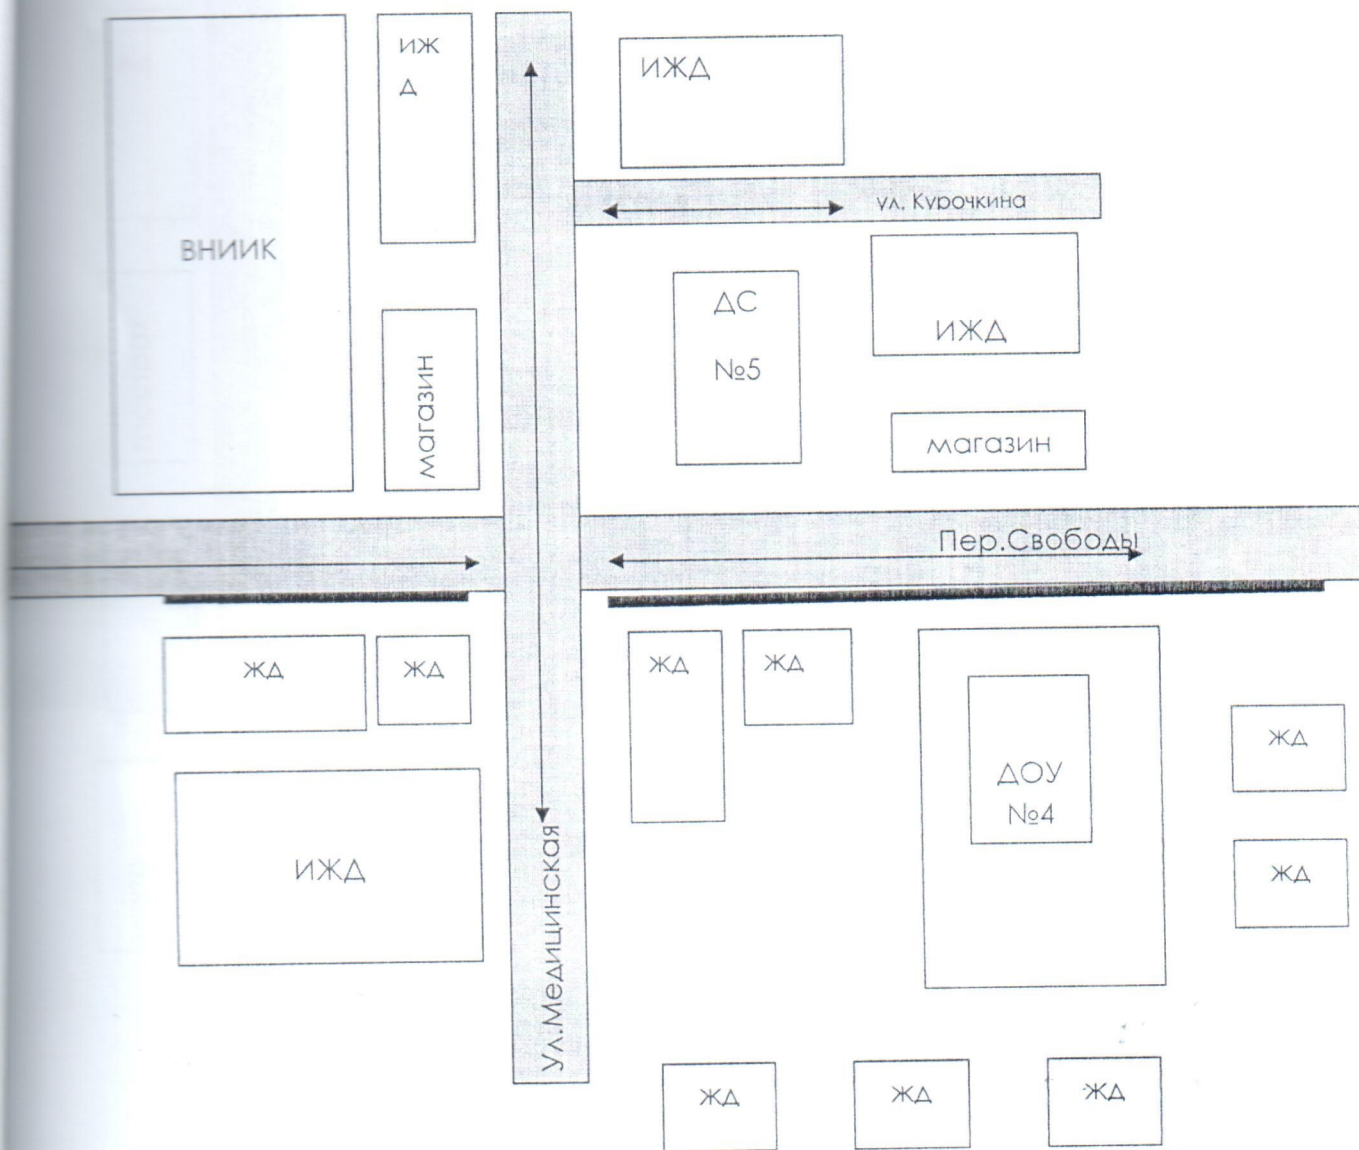 ИЖ
Д
ИЖД
ул. Курочкина
ВНИИК
ДС
№5
ИЖД
магазин
магазин
Пер.Свободы
ЖД
ЖД
ЖД
ЖД
ДОУ
№4
ЖД
ЖД
ИЖД
Ул.Медицинская
ЖД
ЖД
ЖД